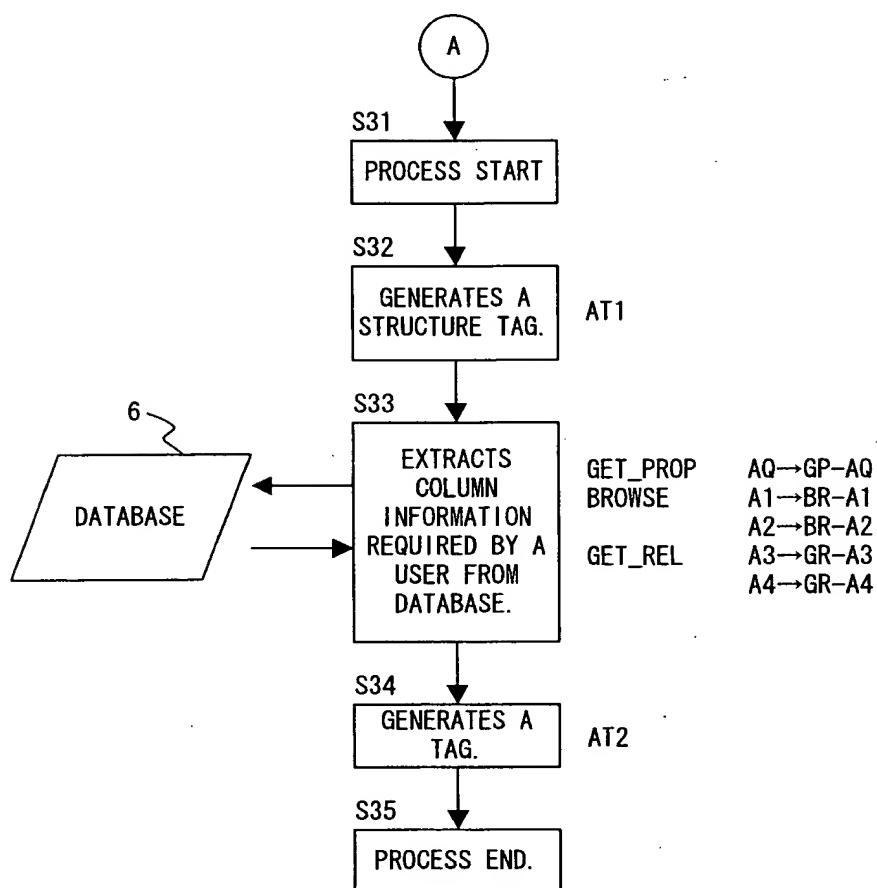 A
S31
PROCESS START
S32
GENERATES A
STRUCTURE TAG.
AT1
S33
6
DATABASE
EXTRACTS
COLUMN
INFORMATION
REQUIRED BY A
USER FROM
DATABASE.
GET_PROP AQ→GP-AQ
BROWSE A1→BR-A1
A2→BR-A2
GET_REL A3→GR-A3
A4→GR-A4
S34
GENERATES A
TAG.
AT2
S35
PROCESS END.